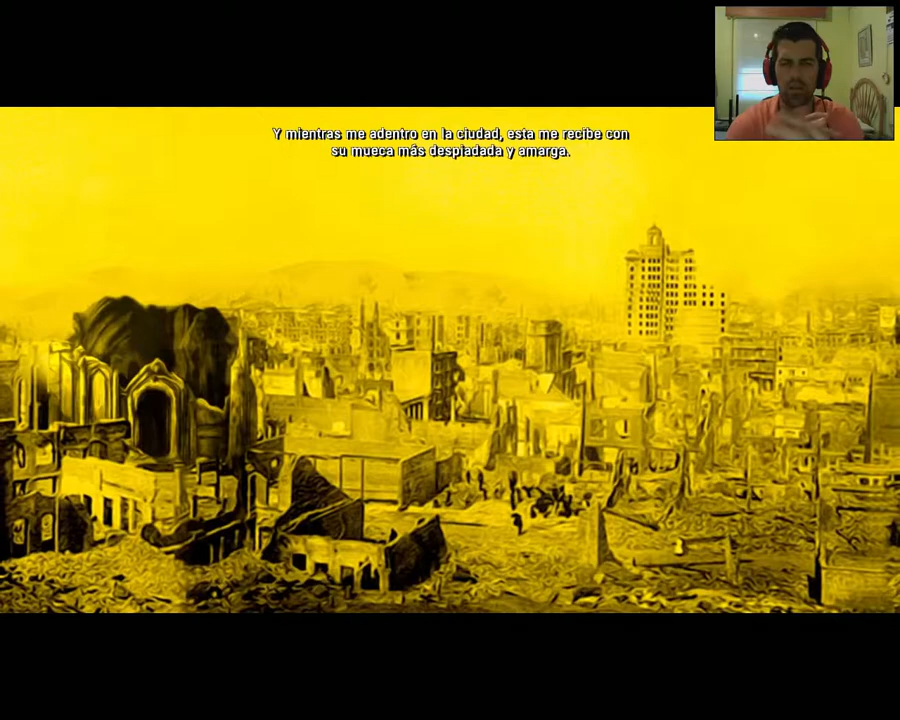 Y mientras me adentro en la ciudad, esta me recibe con
su mueca más despiadada y amarga.